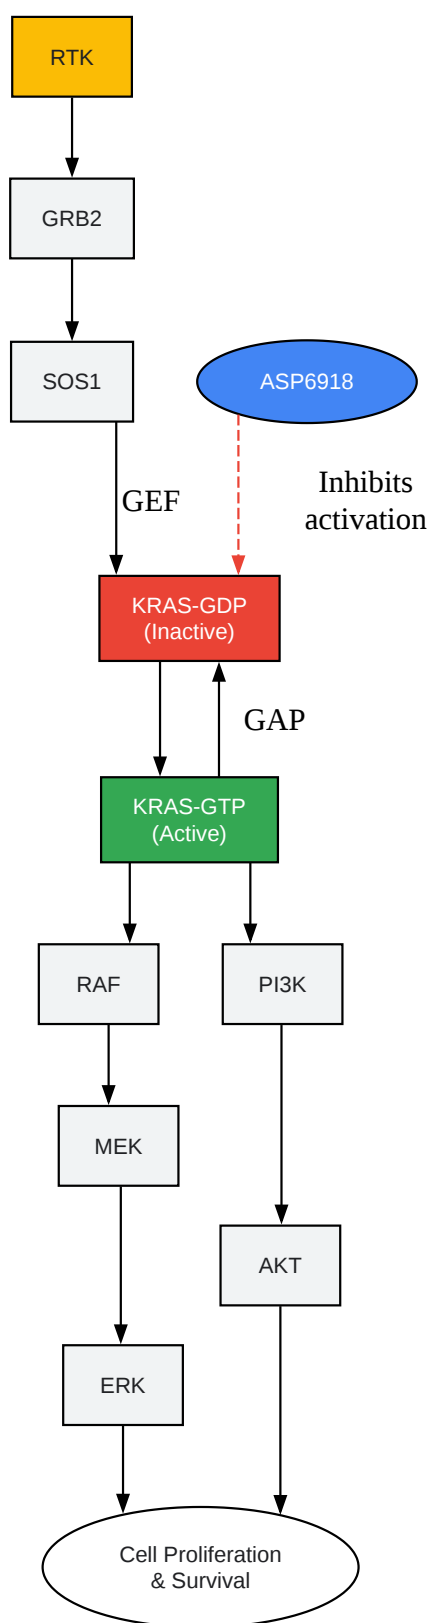 RTK
GRB2
SOS1
ASP6918
GEF
Inhibits
activation
KRAS-GDP
(Inactive)
GAP
KRAS-GTP
(Active)
RAF
PI3K
MEK
AKT
ERK
Cell Proliferation
& Survival